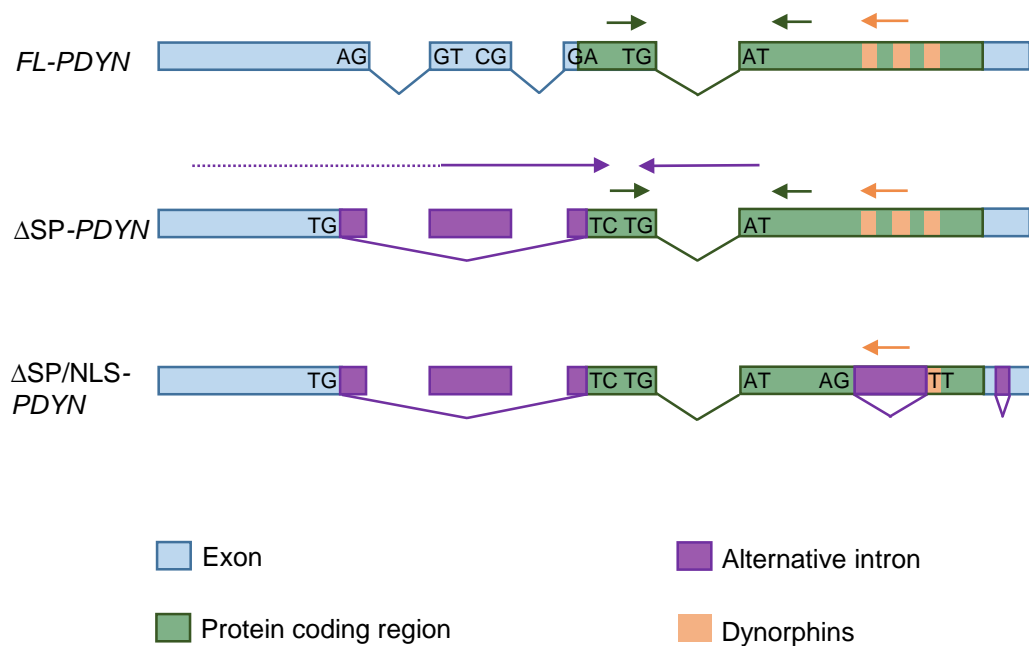 FL-PDYN
AG GT CG GA TG AT
ΔSP-PDYN
TG TC TG AT
ΔSP/NLS-
PDYN
TG TC TG AT AG TT
Exon
Alternative intron
Protein coding region
Dynorphins